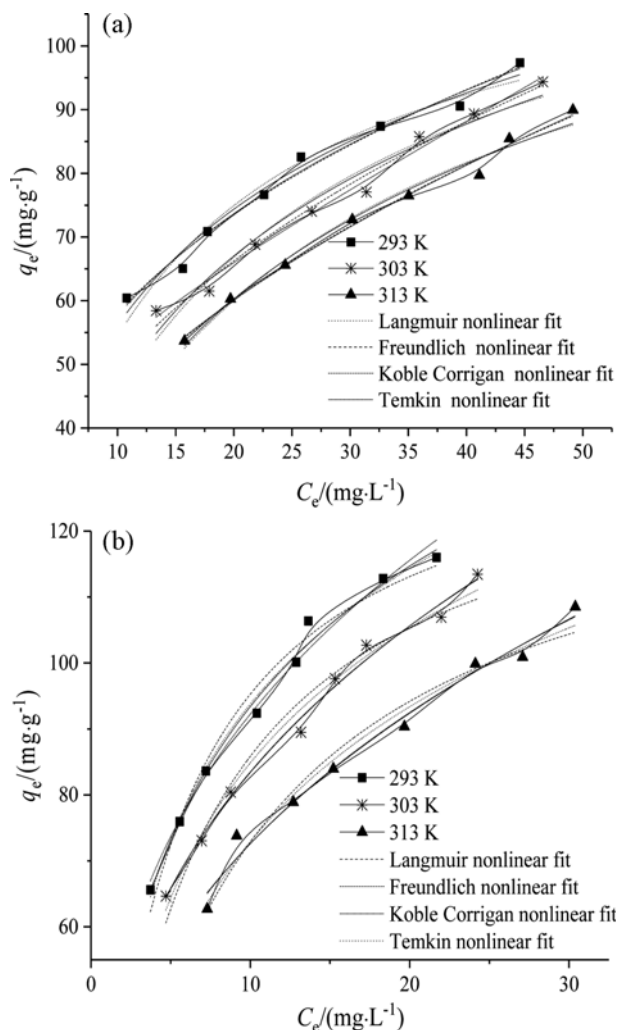 (a)
100
90
80
70
60
50
40
qe/(mg·g⁻¹)
293 K
303 K
313 K
Langmuir nonlinear fit
Freundlich nonlinear fit
Koble Corrigan nonlinear fit
Temkin nonlinear fit
10 15 20 25 30 35 40 45 50
Ce/(mg·L⁻¹)
(b)
120
100
80
60
qe/(mg·g⁻¹)
293 K
303 K
313 K
Langmuir nonlinear fit
Freundlich nonlinear fit
Koble Corrigan nonlinear fit
Temkin nonlinear fit
0 10 20 30
Ce/(mg·L⁻¹)